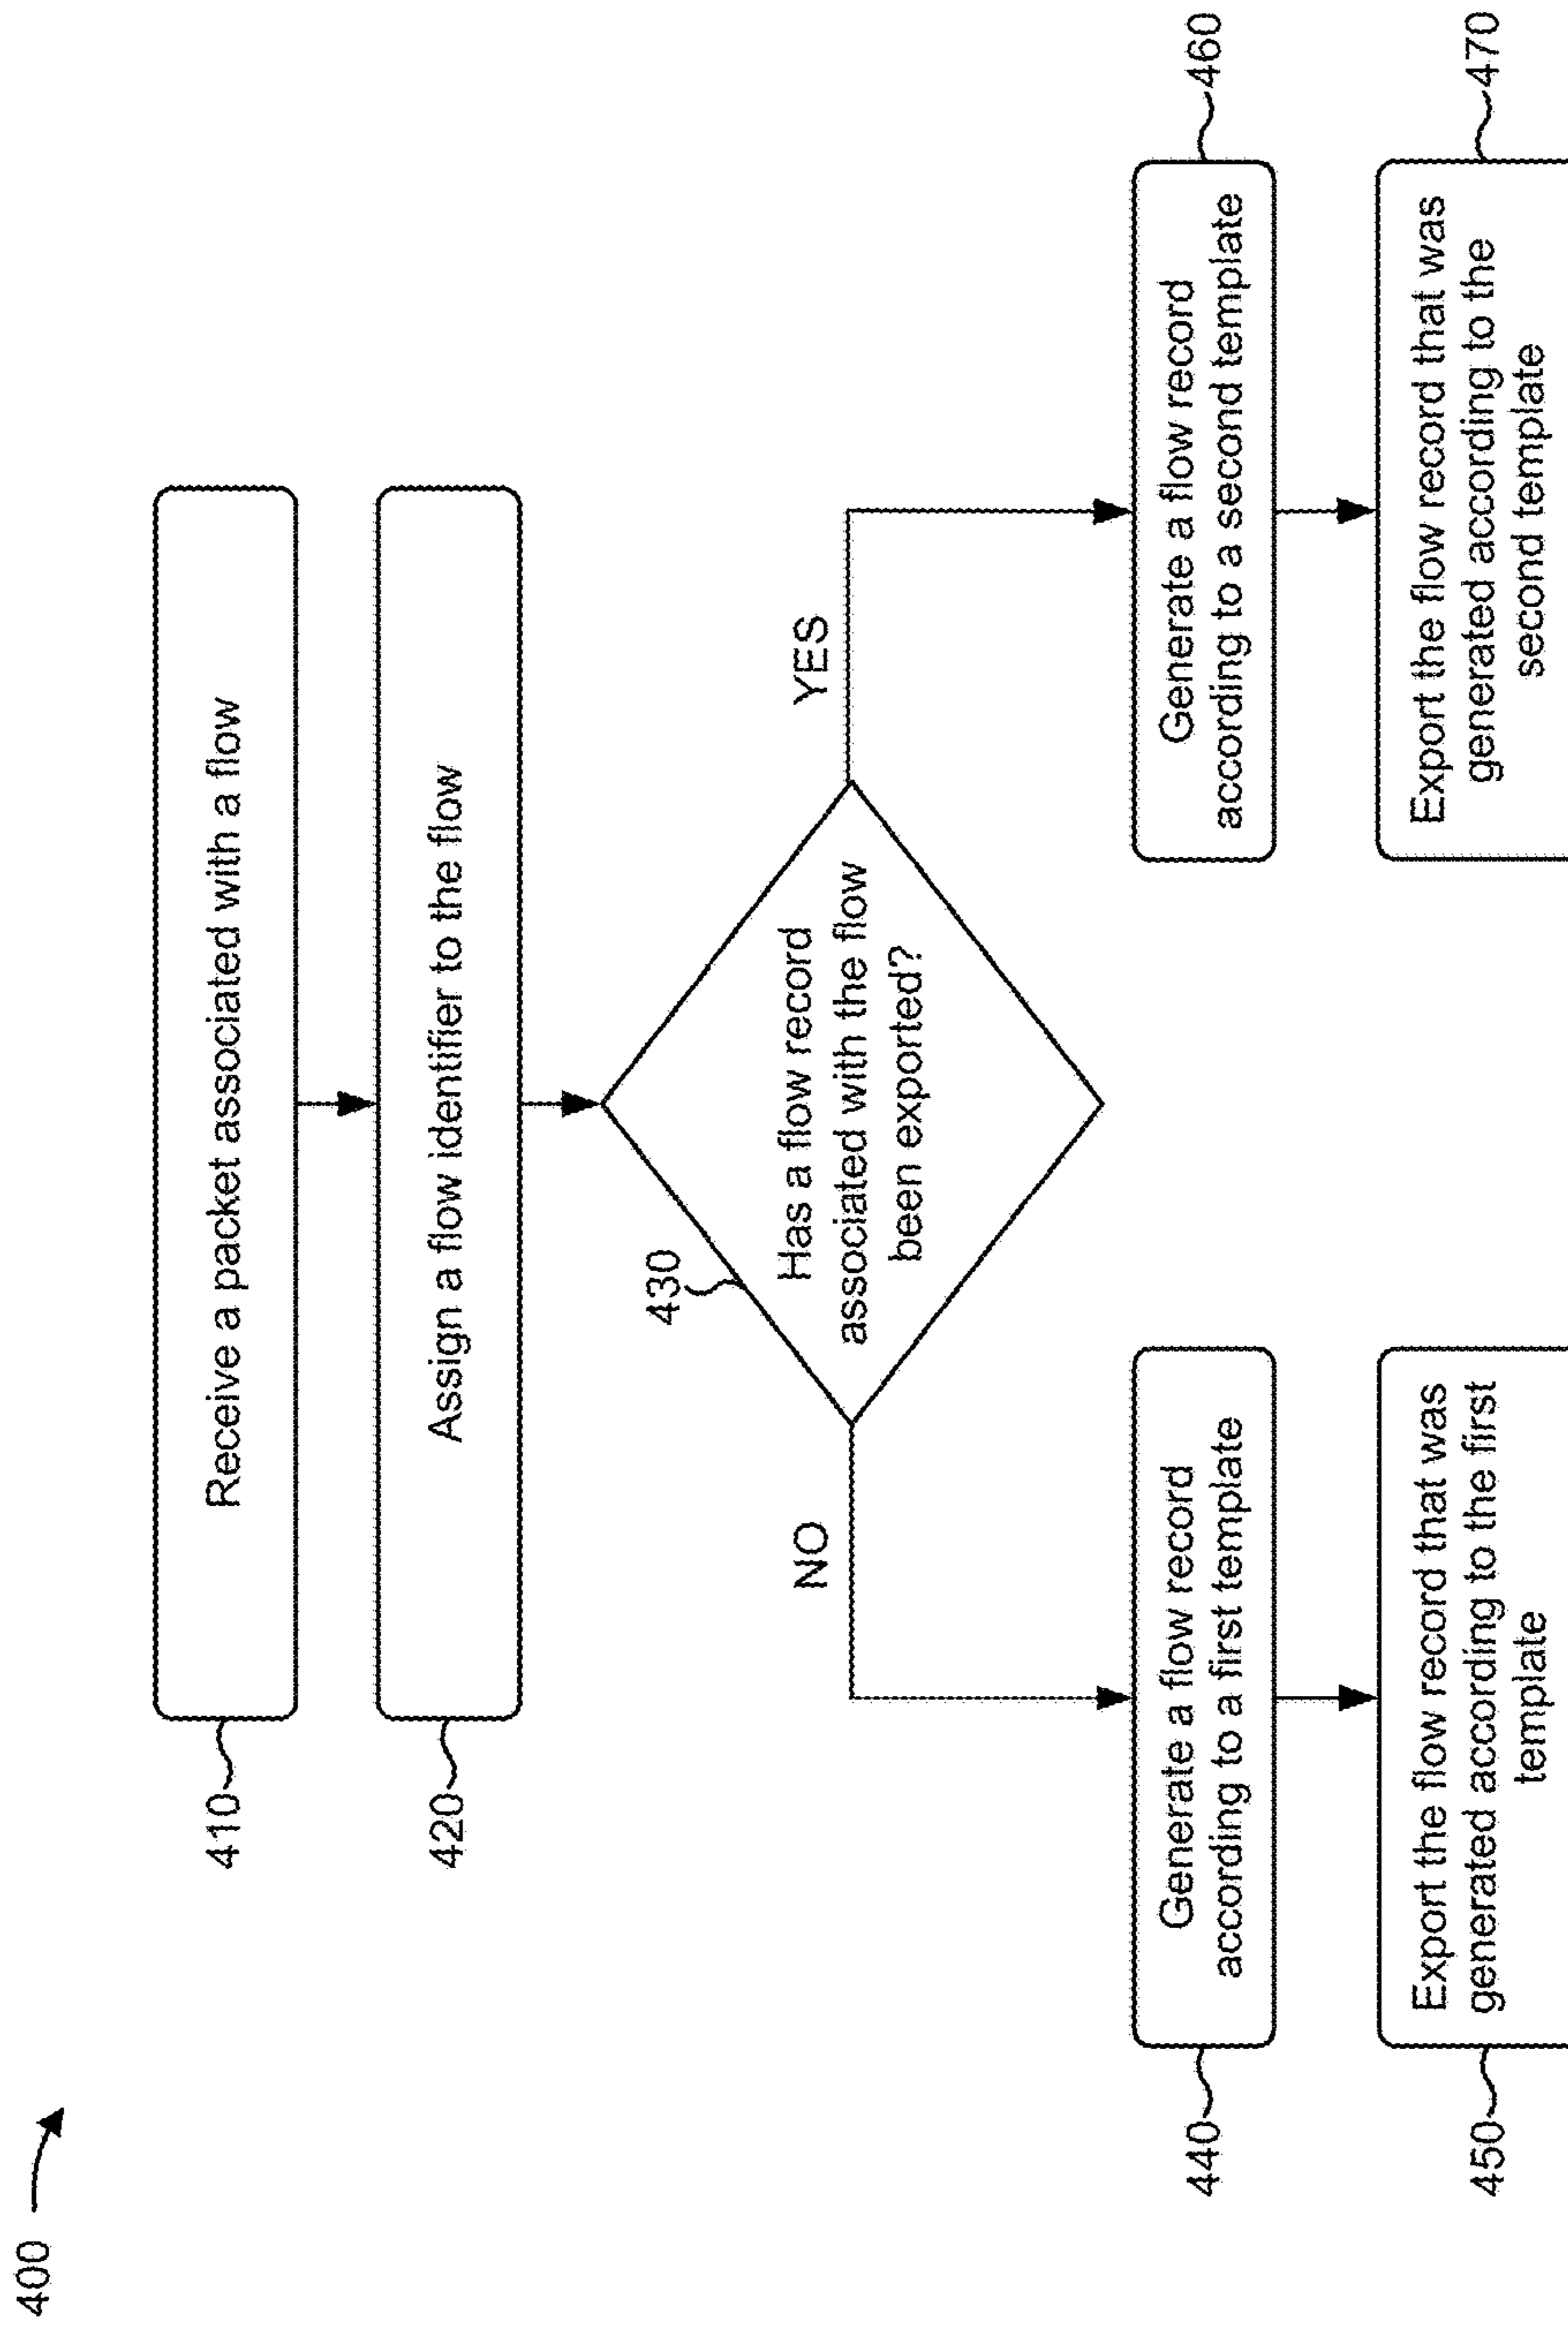 400
410
Receive a packet associated with a flow
420
Assign a flow identifier to the flow
430
Has a flow record
associated with the flow
been exported?
NO
YES
440
Generate a flow record
according to a first template
Generate a flow record
according to a second template
460
450
Export the flow record that was
generated according to the first
template
Export the flow record that was
generated according to the
second template
470